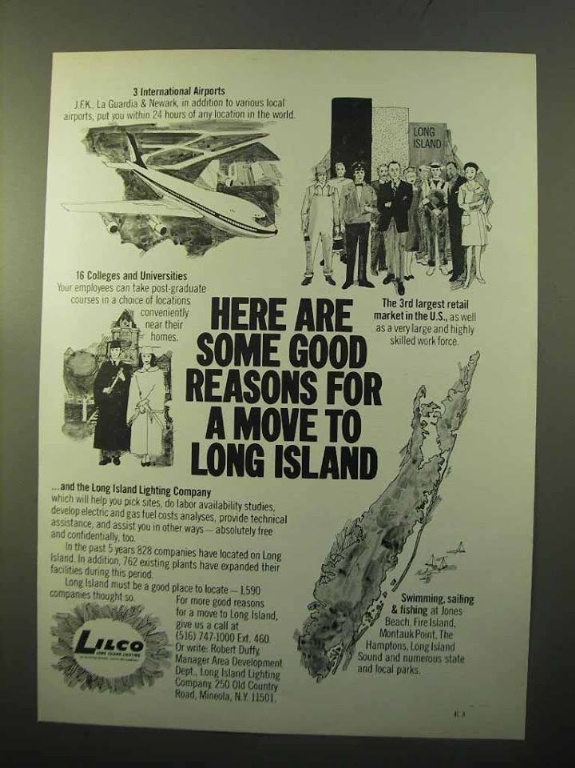 3 International Airports
J.F.K., La Guardia & Newark, in addition to various local
airports, put you within 24 hours of any location in the world.
LONG
ISLAND
16 Colleges and Universities
Your employees can take post-graduate
courses in a choice of locations
conveniently
near their
homes.
The 3rd largest retail
market in the U.S., as well
as a very large and highly
skilled work force.
HERE ARE
SOME GOOD
REASONS FOR
A MOVE TO
LONG ISLAND
...and the Long Island Lighting Company
which will help you pick sites, do labor availability studies,
develop electric and gas fuel costs analyses, provide technical
assistance, and assist you in other ways — absolutely free
and confidentially, too.
In the past 5 years 828 companies have located on Long
Island. In addition, 762 existing plants have expanded their
facilities during this period.
Long Island must be a good place to locate — 1,590
companies thought so.
For more good reasons
for a move to Long Island,
give us a call at
(516) 747-1000 Ext. 460.
Or write: Robert Duffy,
Manager Area Development
Dept., Long Island Lighting
Company, 250 Old Country
Road, Mineola, N.Y. 11501.
LILCO
LONG ISLAND LIGHTING
Swimming, sailing
& fishing at Jones
Beach, Fire Island,
Montauk Point, The
Hamptons, Long Island
Sound and numerous state
and local parks.